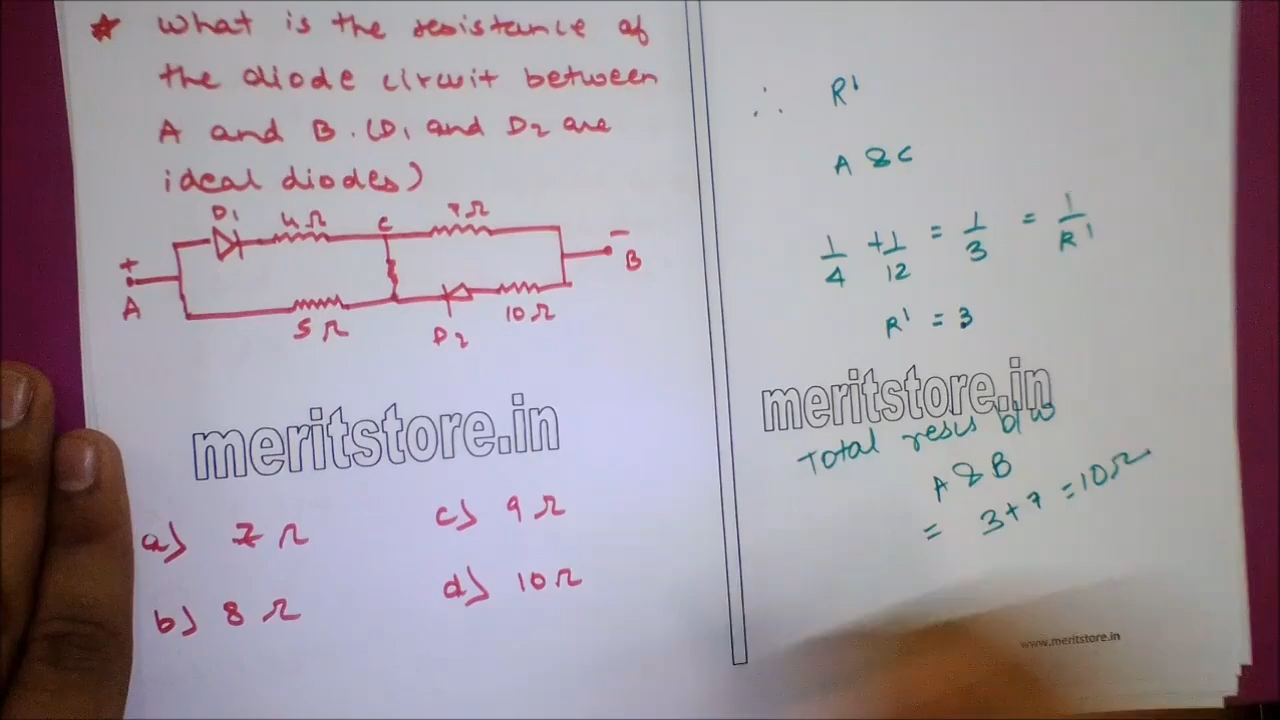 ★ What is the resistance of
the diode circuit between
A and B. (D1 and D2 are
ideal diodes)
D1 4Ω C 7Ω
+ −
A B
5Ω D2 10Ω
meritstore.in
a) 7Ω c) 9Ω
b) 8Ω d) 10Ω
∴ R'
A & C
1/4 + 1/12 = 1/3 = 1/R'
R' = 3
meritstore.in
Total resis b/w
A & B
= 3+7 = 10Ω
www.meritstore.in